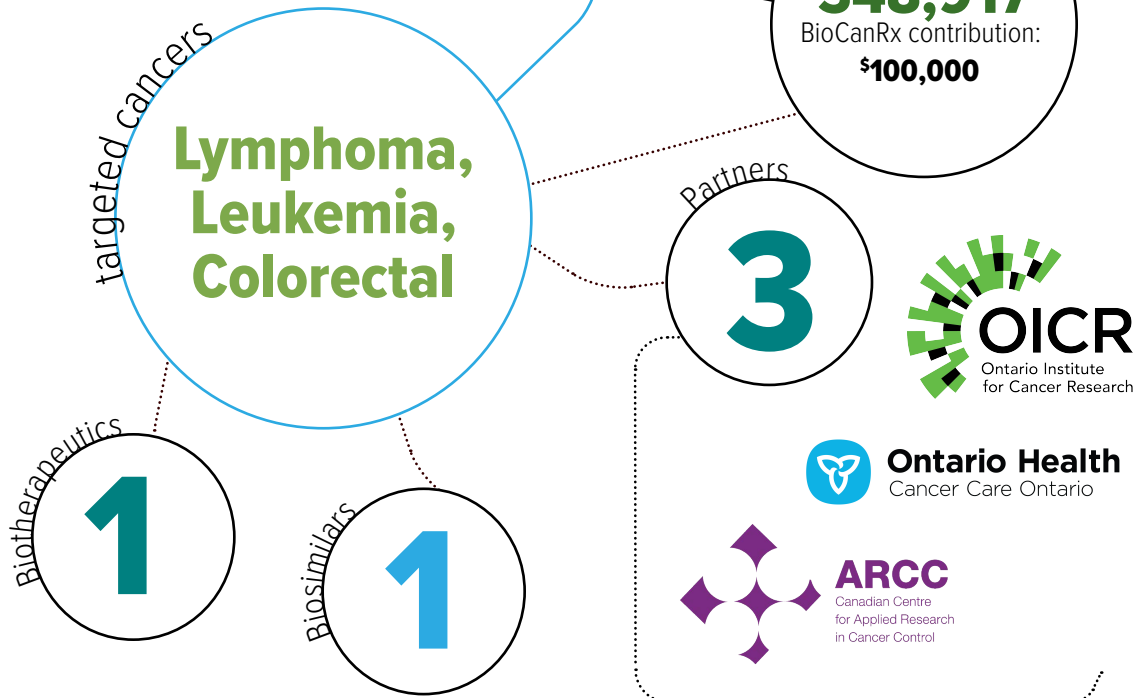 targeted cancers
Lymphoma,
Leukemia,
Colorectal
BioCanRx contribution:
$100,000
Partners
3
OICR
Ontario Institute
for Cancer Research
Ontario Health
Cancer Care Ontario
ARCC
Canadian Centre
for Applied Research
in Cancer Control
Biotherapeutics
1
Biosimilars
1